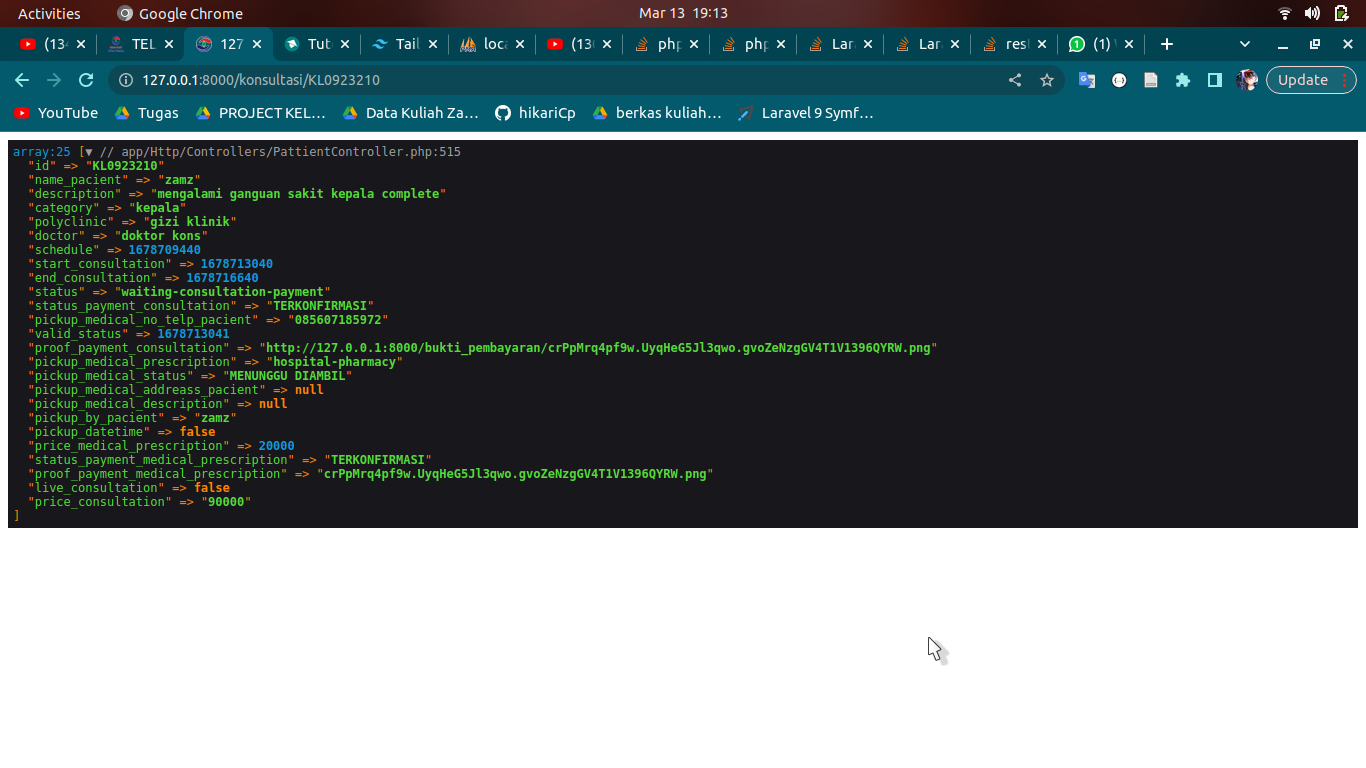 Activities Google Chrome Mar 13 19:13
(134 TEL 127 Tuto Tail loca (130 php php Lar Lar rest (1)
127.0.0.1:8000/konsultasi/KL0923210 Update
YouTube Tugas PROJECT KEL... Data Kuliah Za... hikariCp berkas kuliah... Laravel 9 Symf...
array:25 [▼ // app/Http/Controllers/PattientController.php:515
"id" => "KL0923210"
"name_pacient" => "zamz"
"description" => "mengalami ganguan sakit kepala complete"
"category" => "kepala"
"polyclinic" => "gizi klinik"
"doctor" => "doktor kons"
"schedule" => 1678709440
"start_consultation" => 1678713040
"end_consultation" => 1678716640
"status" => "waiting-consultation-payment"
"status_payment_consultation" => "TERKONFIRMASI"
"pickup_medical_no_telp_pacient" => "085607185972"
"valid_status" => 1678713041
"proof_payment_consultation" => "http://127.0.0.1:8000/bukti_pembayaran/crPpMrq4pf9w.UyqHeG5Jl3qwo.gvoZeNzgGV4T1V1396QYRW.png"
"pickup_medical_prescription" => "hospital-pharmacy"
"pickup_medical_status" => "MENUNGGU DIAMBIL"
"pickup_medical_addreass_pacient" => null
"pickup_medical_description" => null
"pickup_by_pacient" => "zamz"
"pickup_datetime" => false
"price_medical_prescription" => 20000
"status_payment_medical_prescription" => "TERKONFIRMASI"
"proof_payment_medical_prescription" => "crPpMrq4pf9w.UyqHeG5Jl3qwo.gvoZeNzgGV4T1V1396QYRW.png"
"live_consultation" => false
"price_consultation" => "90000"
]